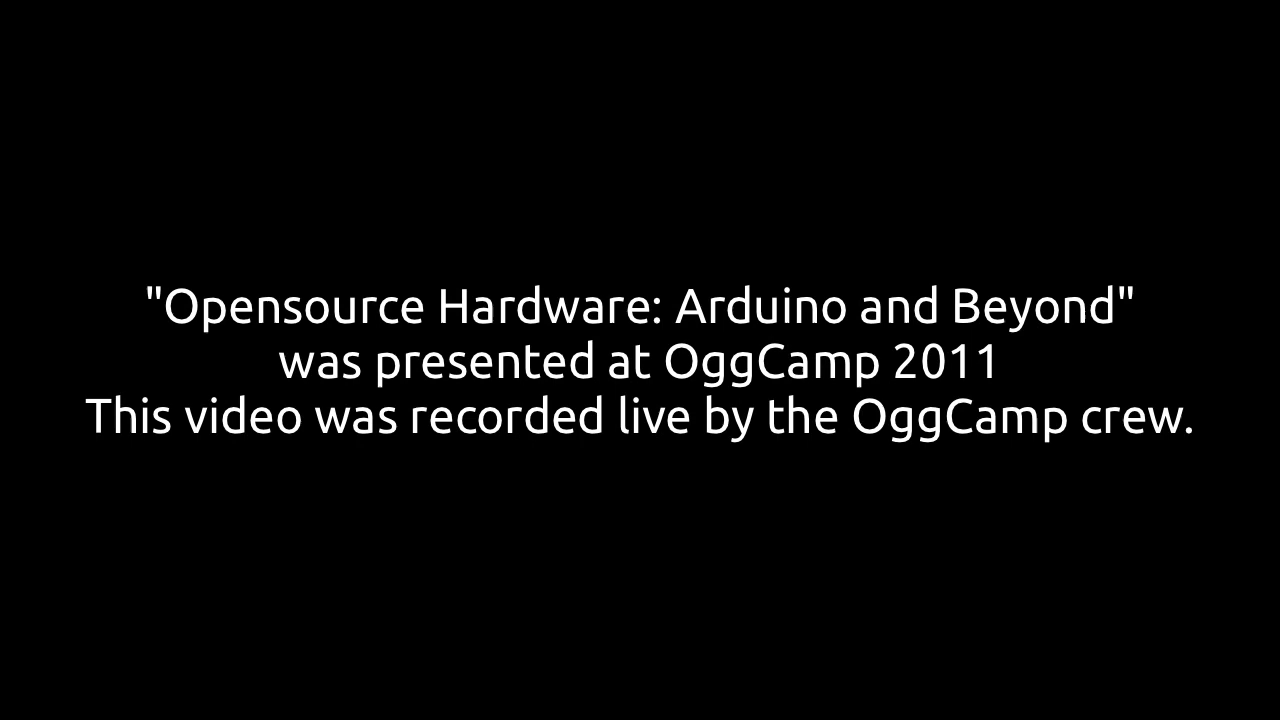 "Opensource Hardware: Arduino and Beyond"
was presented at OggCamp 2011
This video was recorded live by the OggCamp crew.